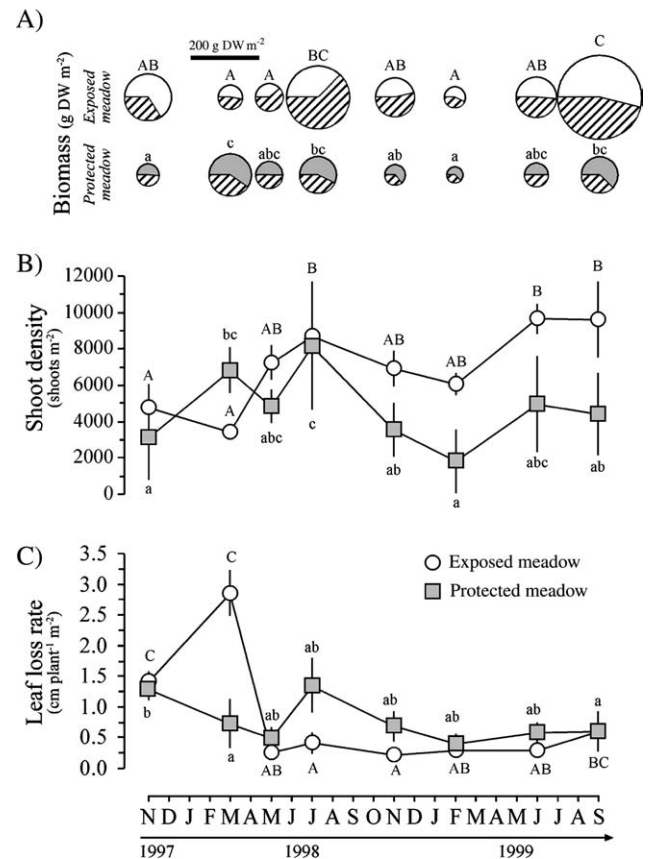 A)
200 g DW m-2
Biomass (g DW m-2)
Exposed meadow
AB A A BC AB A AB C
Protected meadow
a c abc bc ab a abc bc
B)
Shoot density
(shoots m-2)
12000
10000
8000
6000
4000
2000
0
A A AB B AB AB B B
a bc abc c ab a abc ab
C)
Leaf loss rate
(cm plant-1 m-2)
3.5
3.0
2.5
2.0
1.5
1.0
0.5
0.0
Exposed meadow
Protected meadow
C C AB A A AB AB BC
b a ab ab ab ab ab a
N D J F M A M J J A S O N D J F M A M J J A S
1997 1998 1999